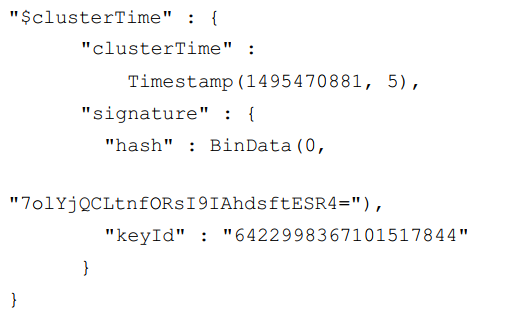 "$clusterTime" : {
"clusterTime" :
Timestamp(1495470881, 5),
"signature" : {
"hash" : BinData(0,
"7olYjQCLtnfORsI9IAhdsftESR4="),
"keyId" : "6422998367101517844"
}
}